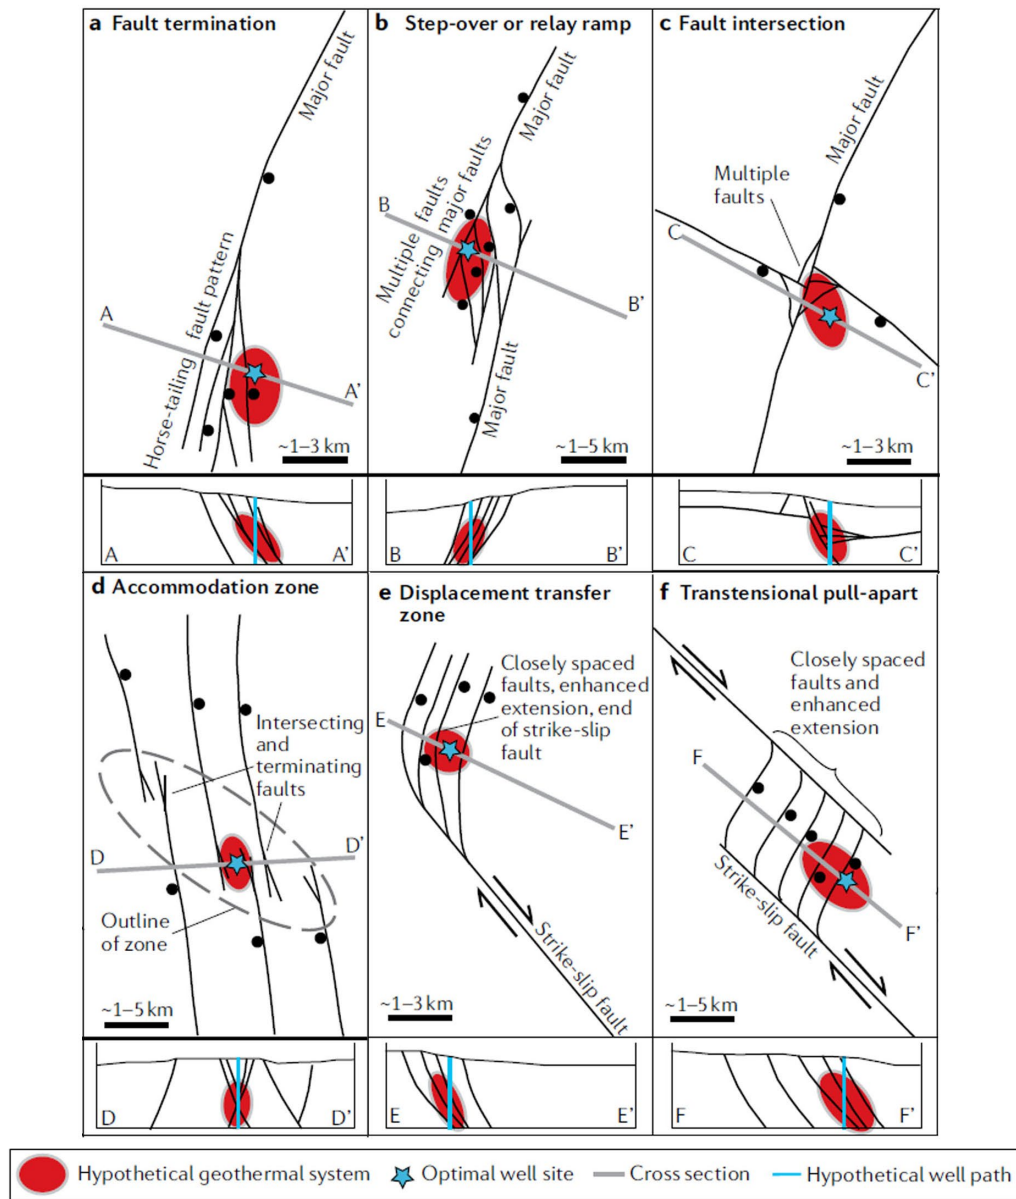 a Fault termination
Major fault
Horse-tailing fault pattern
A
A'
~1–3 km
A
A'
b Step-over or relay ramp
Major fault
Multiple faults
connecting major faults
B
B'
Major fault
~1–5 km
B
B'
c Fault intersection
Major fault
Multiple
faults
C
C'
~1–3 km
C
C'
d Accommodation zone
Intersecting
and
terminating
faults
D
D'
Outline
of zone
~1–5 km
D
D'
e Displacement transfer
zone
Closely spaced
faults, enhanced
extension, end
of strike-slip
fault
E
E'
Strike-slip fault
~1–3 km
E
E'
f Transtensional pull-apart
Closely spaced
faults and
enhanced
extension
F
F'
Strike-slip fault
~1–5 km
F
F'
Hypothetical geothermal system
Optimal well site
Cross section
Hypothetical well path